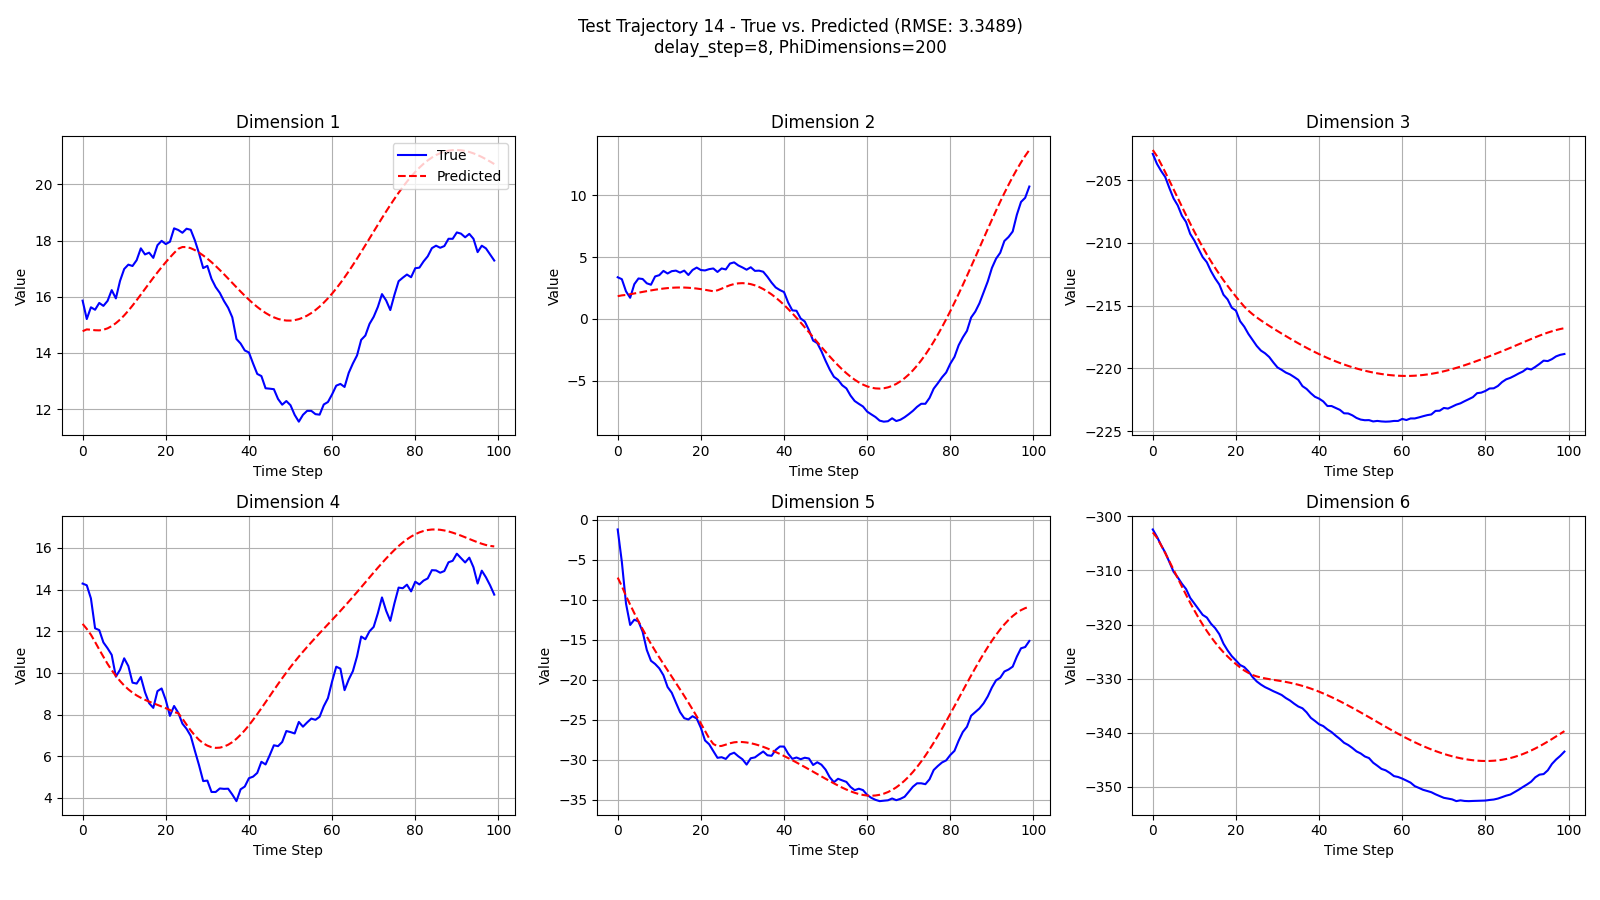 Test Trajectory 14 - True vs. Predicted (RMSE: 3.3489)
delay_step=8, PhiDimensions=200
Dimension 1
True
Predicted
Value
20
18
16
14
12
0 20 40 60 80 100
Time Step
Dimension 2
Value
10
5
0
−5
0 20 40 60 80 100
Time Step
Dimension 3
Value
−205
−210
−215
−220
−225
0 20 40 60 80 100
Time Step
Dimension 4
Value
16
14
12
10
8
6
4
0 20 40 60 80 100
Time Step
Dimension 5
Value
0
−5
−10
−15
−20
−25
−30
−35
0 20 40 60 80 100
Time Step
Dimension 6
Value
−300
−310
−320
−330
−340
−350
0 20 40 60 80 100
Time Step